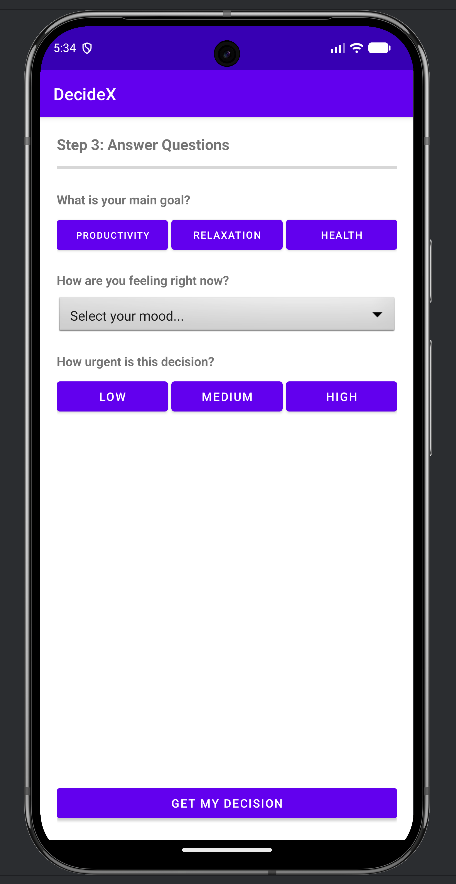 5:34
DecideX
Step 3: Answer Questions
What is your main goal?
PRODUCTIVITY RELAXATION HEALTH
How are you feeling right now?
Select your mood...
How urgent is this decision?
LOW MEDIUM HIGH
GET MY DECISION